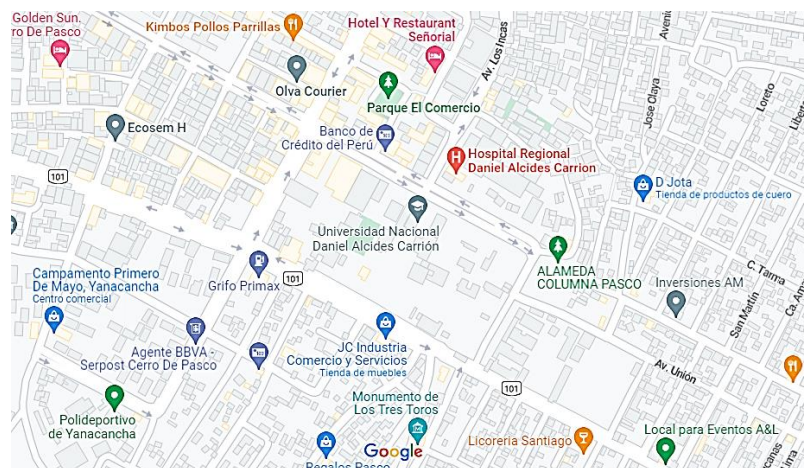 Golden Sun.
ro De Pasco
Kimbos Pollos Parrillas
Hotel Y Restaurant
Señorial
Av. Los Incas
Olva Courier
Parque El Comercio
Jose Olaya
Loreto
Ecosem H
Banco de
Crédito del Perú
Hospital Regional
Daniel Alcides Carrion
101
D Jota
Tienda de productos de cuero
Universidad Nacional
Daniel Alcides Carrión
ALAMEDA
COLUMNA PASCO
C. Tarma
Campamento Primero
De Mayo, Yanacancha
Centro comercial
Grifo Primax
101
Inversiones AM
San Martín
Agente BBVA -
Serpost Cerro De Pasco
JC Industria
Comercio y Servicios
Tienda de muebles
Av. Unión
101
Polideportivo
de Yanacancha
Monumento de
Los Tres Toros
Google
Licoreria Santiago
Local para Eventos A&L
Regalos Pasco